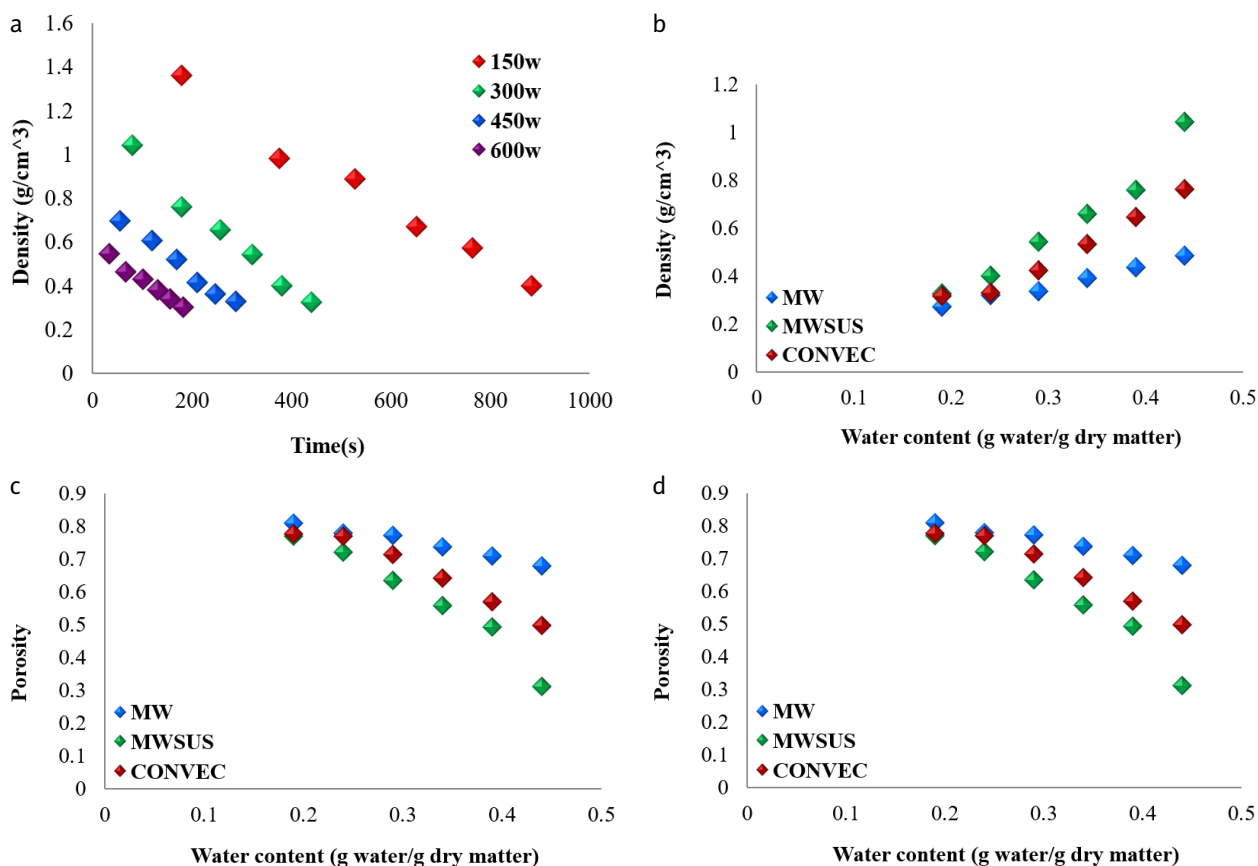 a
1.6
1.4
1.2
1
0.8
0.6
0.4
0.2
0
Density (g/cm^3)
150w
300w
450w
600w
0 200 400 600 800 1000
Time(s)
b
1.2
1
0.8
0.6
0.4
0.2
0
Density (g/cm^3)
MW
MWSUS
CONVEC
0 0.1 0.2 0.3 0.4 0.5
Water content (g water/g dry matter)
c
0.9
0.8
0.7
0.6
0.5
0.4
0.3
0.2
0.1
0
Porosity
MW
MWSUS
CONVEC
0 0.1 0.2 0.3 0.4 0.5
Water content (g water/g dry matter)
d
0.9
0.8
0.7
0.6
0.5
0.4
0.3
0.2
0.1
0
Porosity
MW
MWSUS
CONVEC
0 0.1 0.2 0.3 0.4 0.5
Water content (g water/g dry matter)